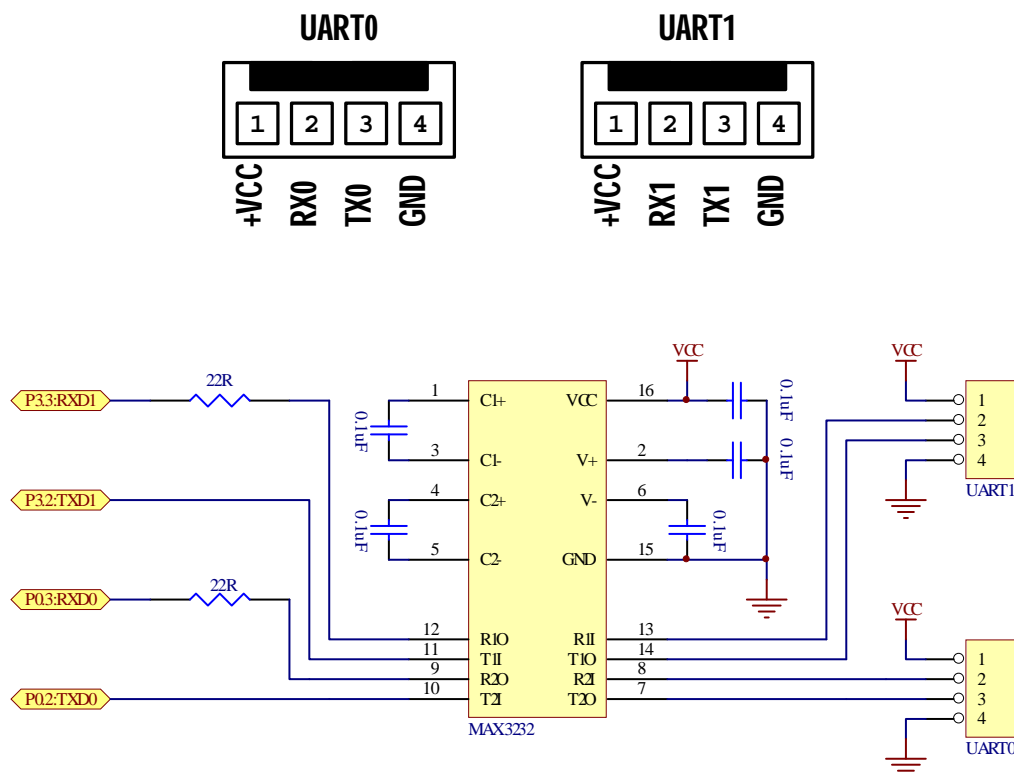 UART0 UART1
1 2 3 4 1 2 3 4
+VCC RX0 TX0 GND +VCC RX1 TX1 GND
VCC VCC
P3.3:RXD1 22R 1 C1+ VCC 16 0.1uF 1
0.1uF 2
3 C1- V+ 2 0.1uF 3
4
P3.2:TXD1 4 C2+ V- 6 UART1
0.1uF 0.1uF
5 C2- GND 15
P0.3:RXD0 22R VCC
12 R1O R1I 13
11 T1I T1O 14 1
9 R2O R2I 8 2
P0.2:TXD0 10 T2I T2O 7 3
4
MAX3232 UART0